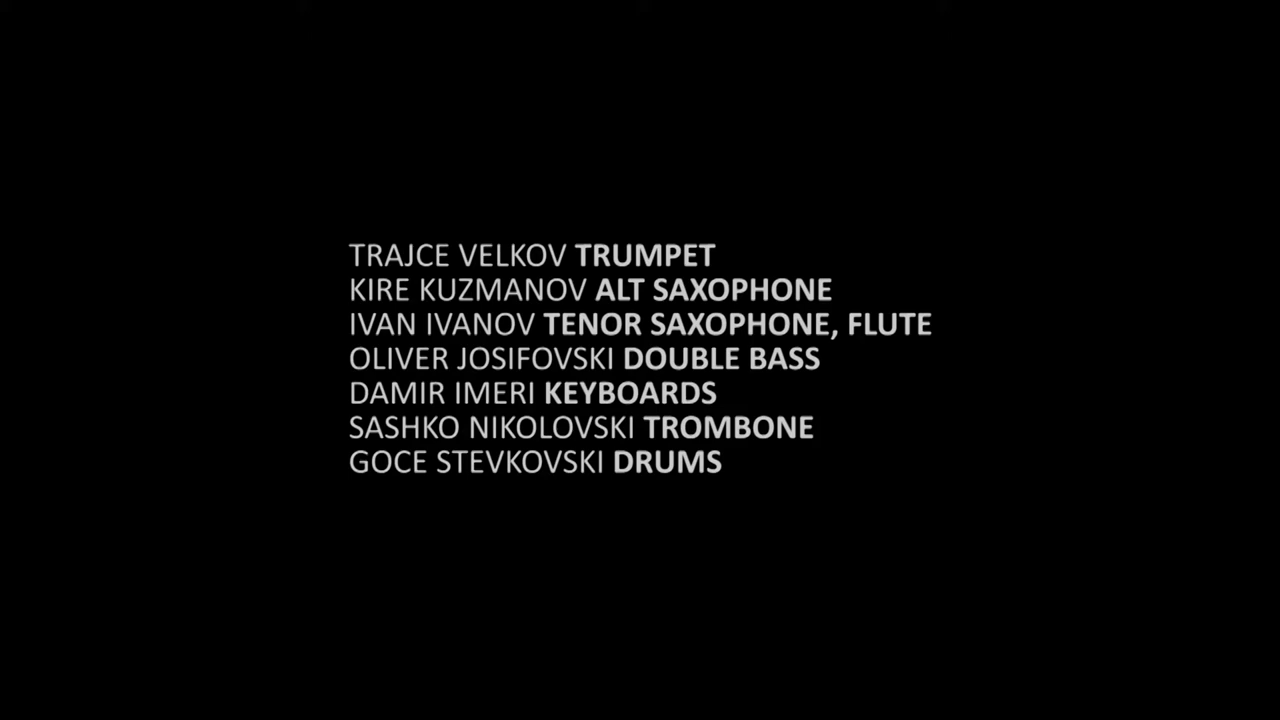 TRAJCE VELKOV TRUMPET
KIRE KUZMANOV ALT SAXOPHONE
IVAN IVANOV TENOR SAXOPHONE, FLUTE
OLIVER JOSIFOVSKI DOUBLE BASS
DAMIR IMERI KEYBOARDS
SASHKO NIKOLOVSKI TROMBONE
GOCE STEVKOVSKI DRUMS